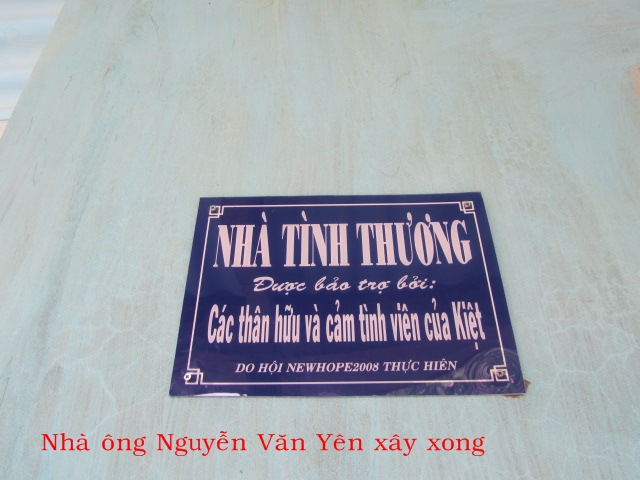 NHÀ TÌNH THƯƠNG
Được bảo trợ bởi:
Các thân hữu và cảm tình viên của Kiệt
DO HỘI NEWHOPE2008 THỰC HIÊN
Nhà ông Nguyễn Văn Yên xây xong